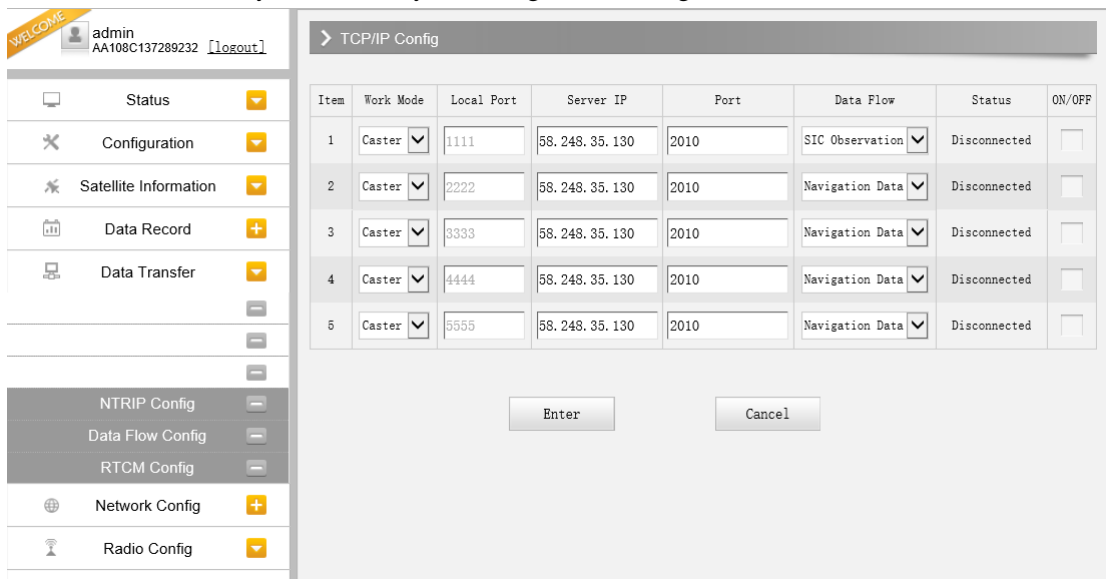 WELCOME
admin
AA108C137289232 [logout]
Status
Configuration
Satellite Information
Data Record
Data Transfer
NTRIP Config
Data Flow Config
RTCM Config
Network Config
Radio Config
TCP/IP Config
Item Work Mode Local Port Server IP Port Data Flow Status ON/OFF
1 Caster 1111 58.248.35.130 2010 SIC Observation Disconnected
2 Caster 2222 58.248.35.130 2010 Navigation Data Disconnected
3 Caster 3333 58.248.35.130 2010 Navigation Data Disconnected
4 Caster 4444 58.248.35.130 2010 Navigation Data Disconnected
5 Caster 5555 58.248.35.130 2010 Navigation Data Disconnected
Enter Cancel